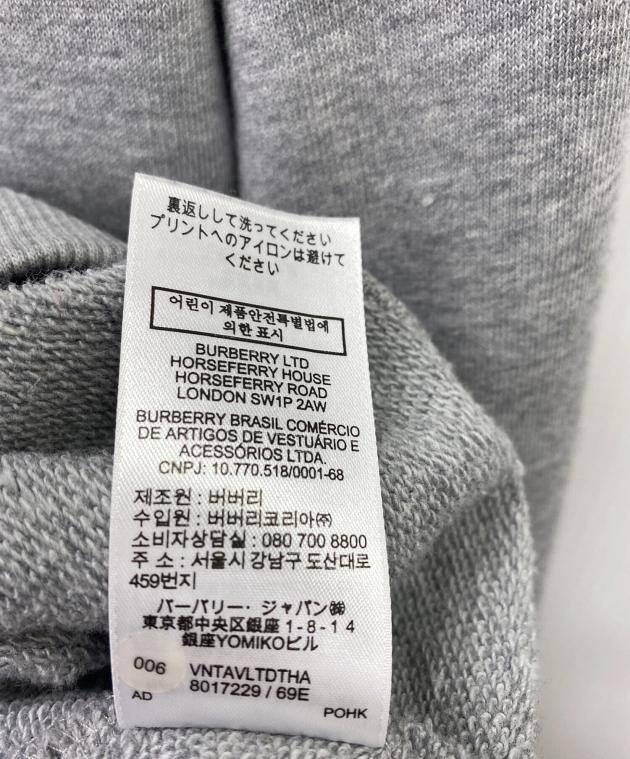 裏返しして洗ってください
プリントへのアイロンは避けて
ください
어린이 제품안전특별법에
의한 표시
BURBERRY LTD
HORSEFERRY HOUSE
HORSEFERRY ROAD
LONDON SW1P 2AW
BURBERRY BRASIL COMÉRCIO
DE ARTIGOS DE VESTUÁRIO E
ACESSÓRIOS LTDA.
CNPJ: 10.770.518/0001-68
제조원 : 버버리
수입원 : 버버리코리아㈜
소비자상담실 : 080 700 8800
주 소 : 서울시 강남구 도산대로
459번지
バーバリー・ジャパン㈱
東京都中央区銀座 1-8-1 4
銀座YOMIKOビル
006 VNTAVLTDTHA
8017229 / 69E
AD
POHK